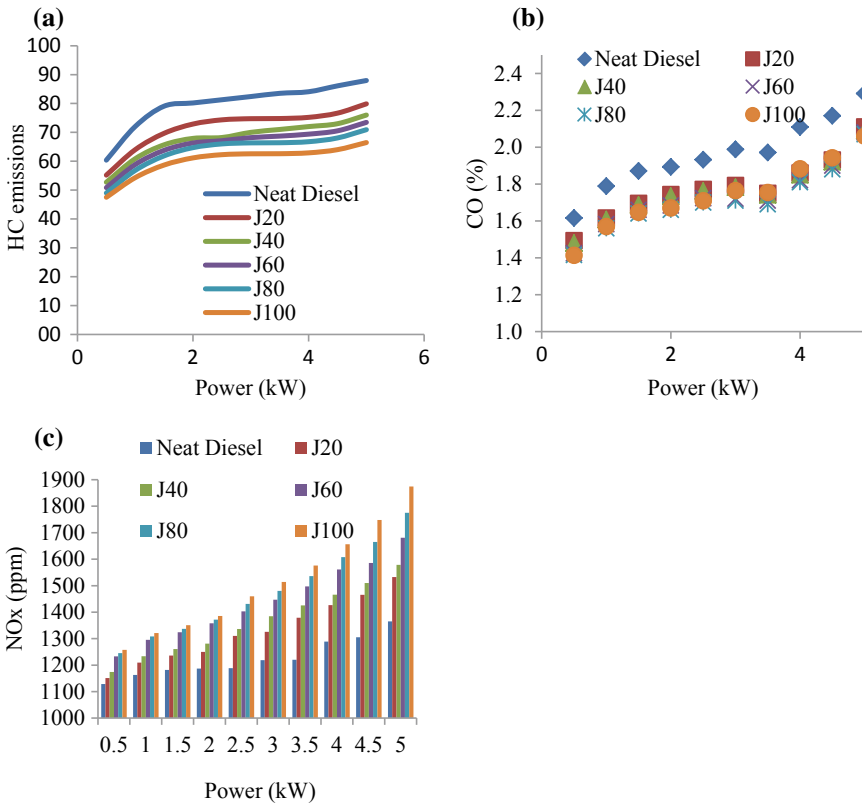 (a)
HC emissions
100
90
80
70
60
50
40
30
20
10
00
0 2 4 6
Power (kW)
Neat Diesel
J20
J40
J60
J80
J100
(b)
CO (%)
2.4
2.2
2.0
1.8
1.6
1.4
1.2
1.0
0 2 4
Power (kW)
Neat Diesel J20
J40 J60
J80 J100
(c)
Neat Diesel J20
J40 J60
J80 J100
NOx (ppm)
1900
1800
1700
1600
1500
1400
1300
1200
1100
1000
0.5 1 1.5 2 2.5 3 3.5 4 4.5 5
Power (kW)